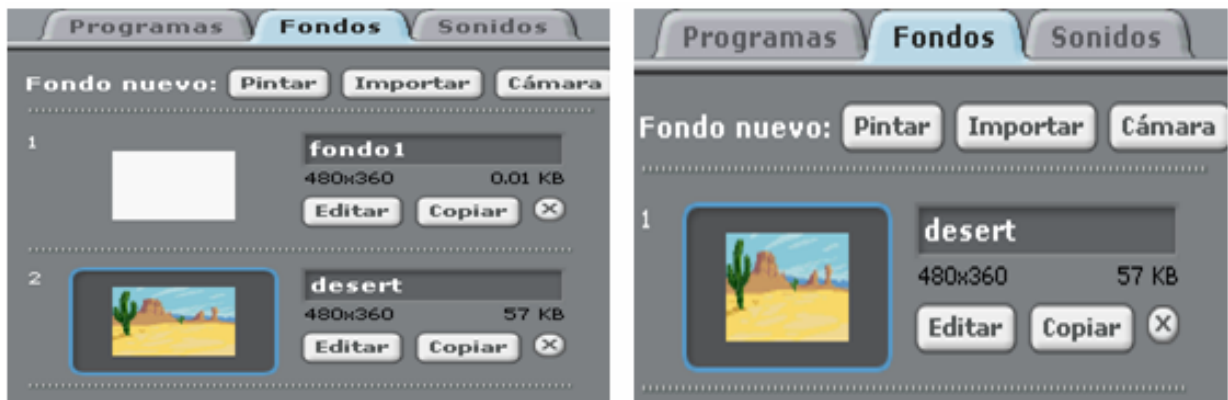 Programas Fondos Sonidos
Fondo nuevo: Pintar Importar Cámara
1
fondo1
480x360 0.01 KB
Editar Copiar
2
desert
480x360 57 KB
Editar Copiar
Programas Fondos Sonidos
Fondo nuevo: Pintar Importar Cámara
1
desert
480x360 57 KB
Editar Copiar